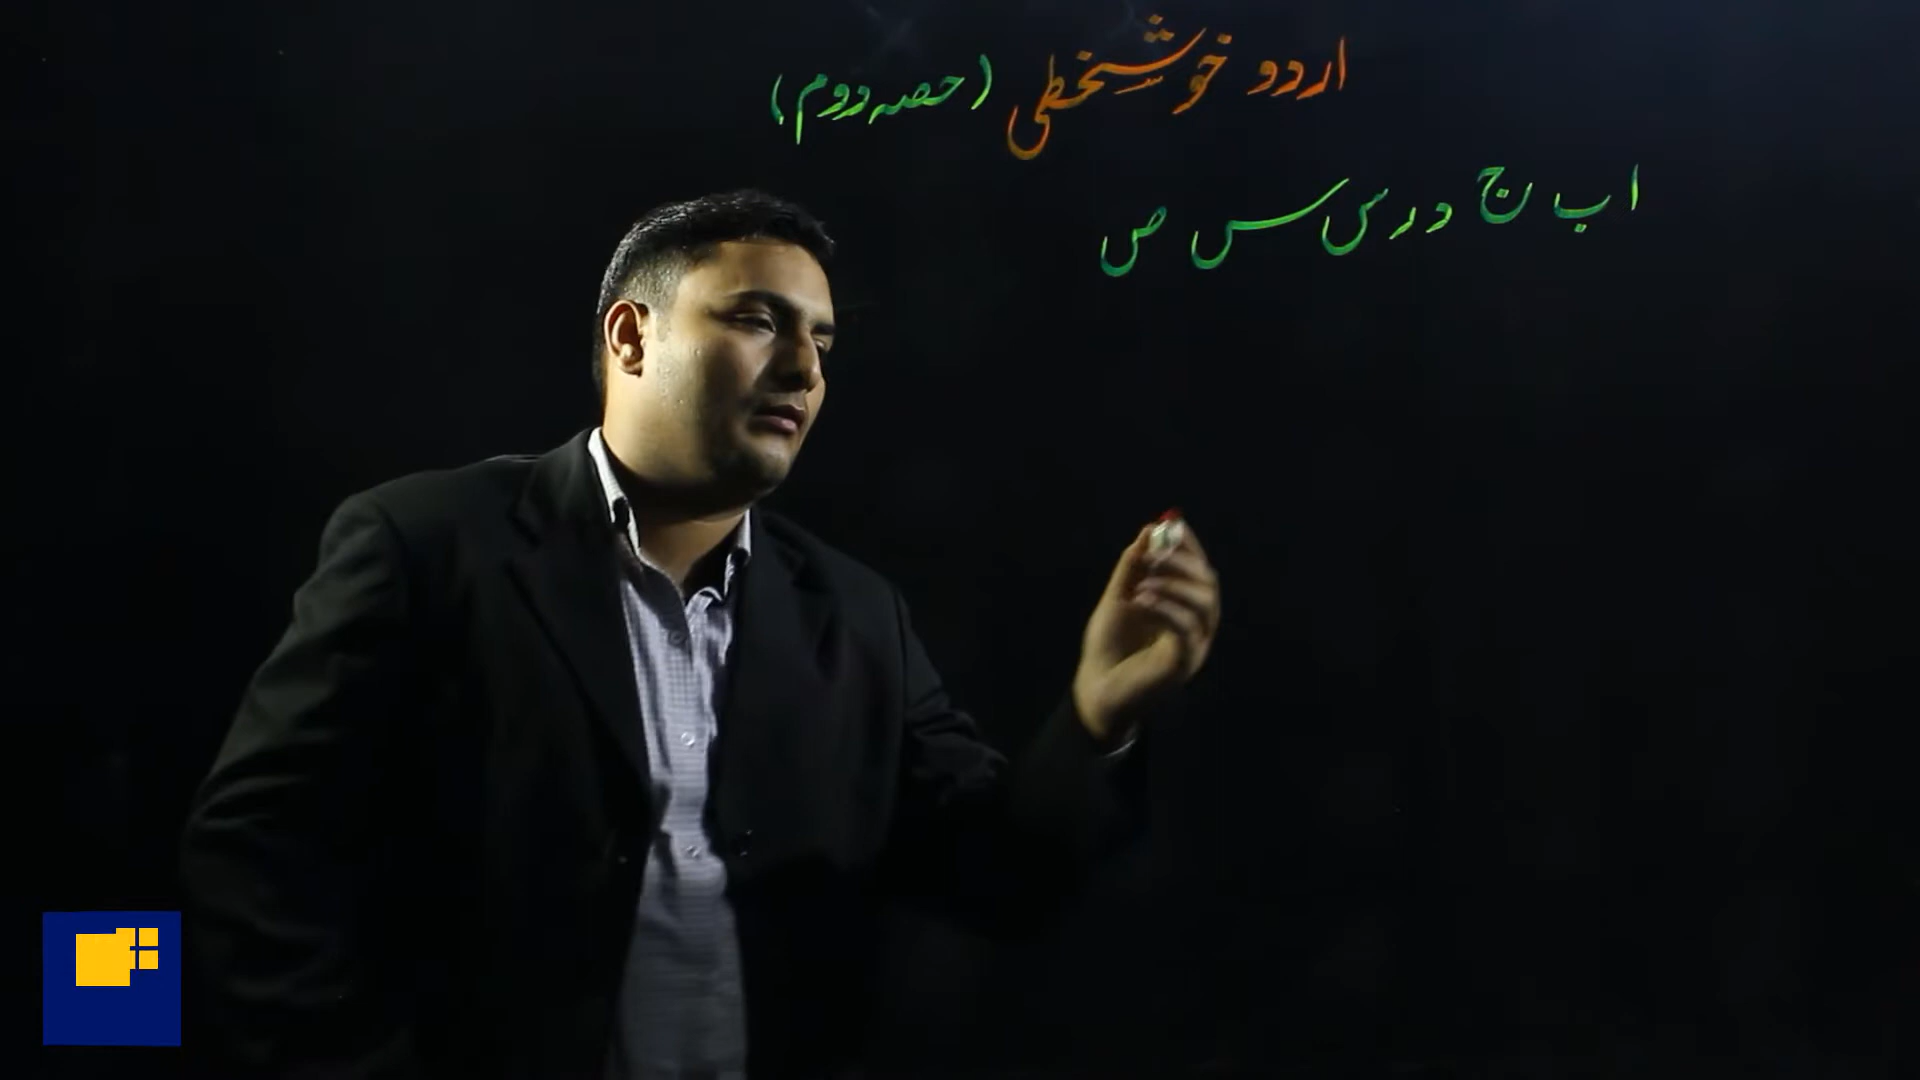 اردو خوشخطی (حصہ دوم)
ا ب ج د ر س س ص